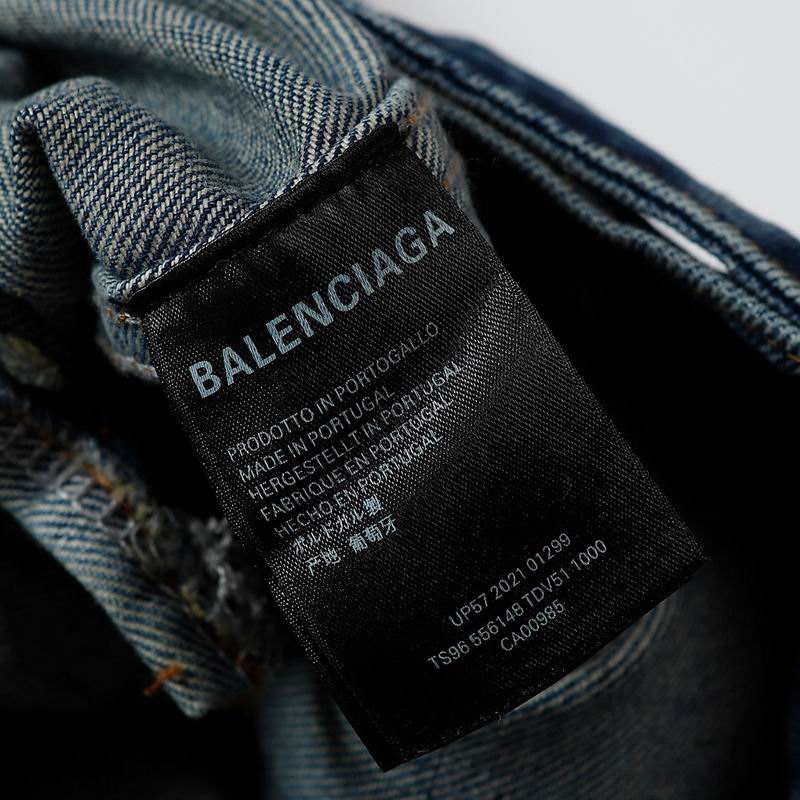 BALENCIAGA
PRODOTTO IN PORTOGALLO
MADE IN PORTUGAL
HERGESTELLT IN PORTUGAL
FABRIQUE EN PORTUGAL
HECHO EN PORTUGAL
ポルトガル製
产地:葡萄牙
UP57 2021 01299
TS96 556148 TDV51 1000
CA00985